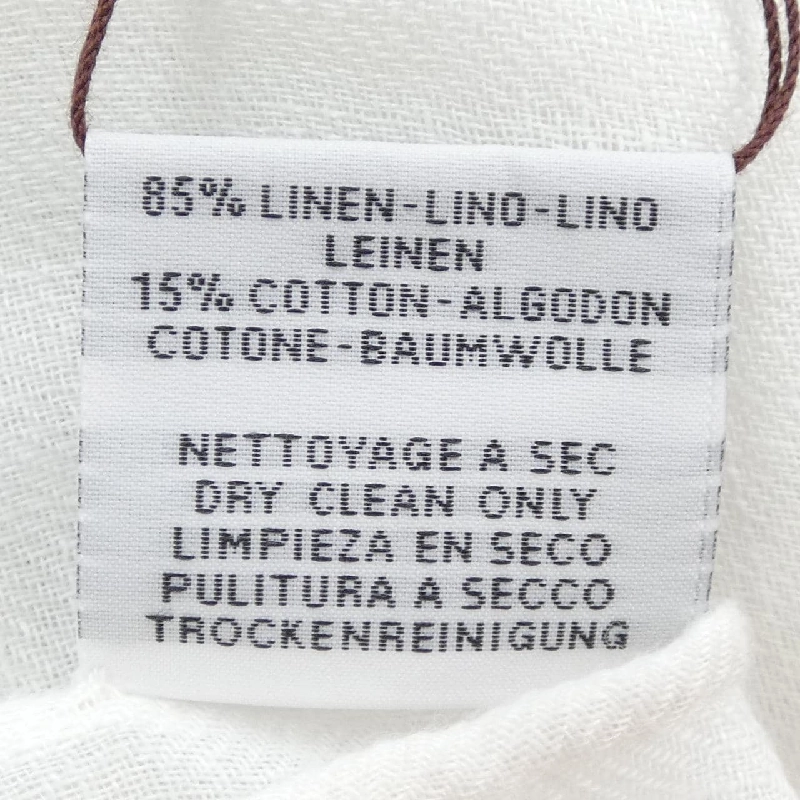 85% LINEN-LINO-LINO
LEINEN
15% COTTON-ALGODON
COTONE-BAUMWOLLE
NETTOYAGE A SEC
DRY CLEAN ONLY
LIMPIEZA EN SECO
PULITURA A SECCO
TROCKENREINIGUNG